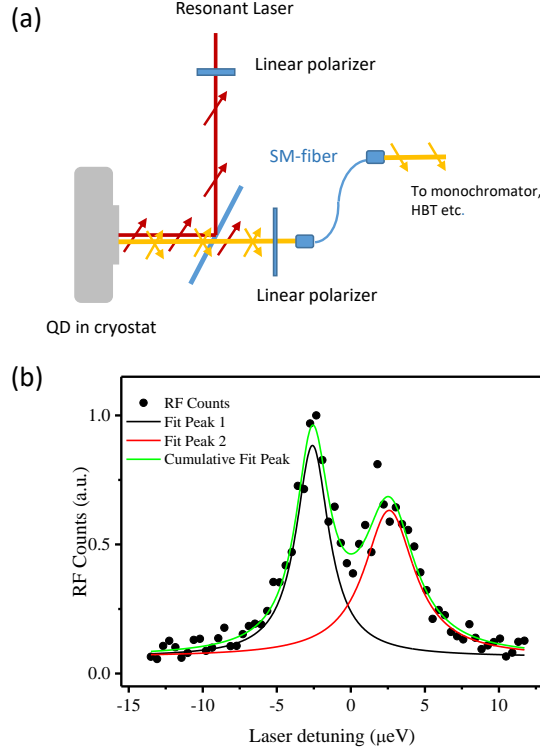 (a)
Resonant Laser
Linear polarizer
SM-fiber
To monochromator,
HBT etc.
Linear polarizer
QD in cryostat
(b)
RF Counts
Fit Peak 1
Fit Peak 2
Cumulative Fit Peak
RF Counts (a.u.)
1.0
0.5
0.0
-15 -10 -5 0 5 10
Laser detuning (µeV)